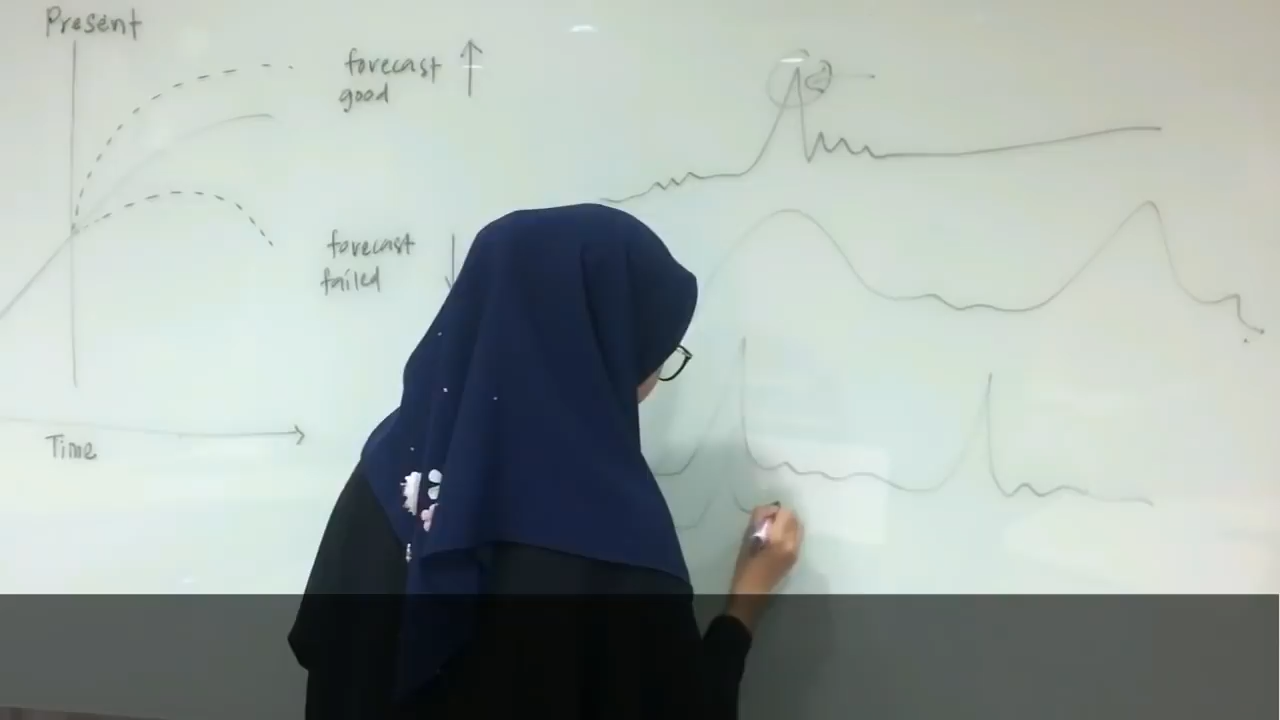 Present
forecast
good
forecast
failed
Time